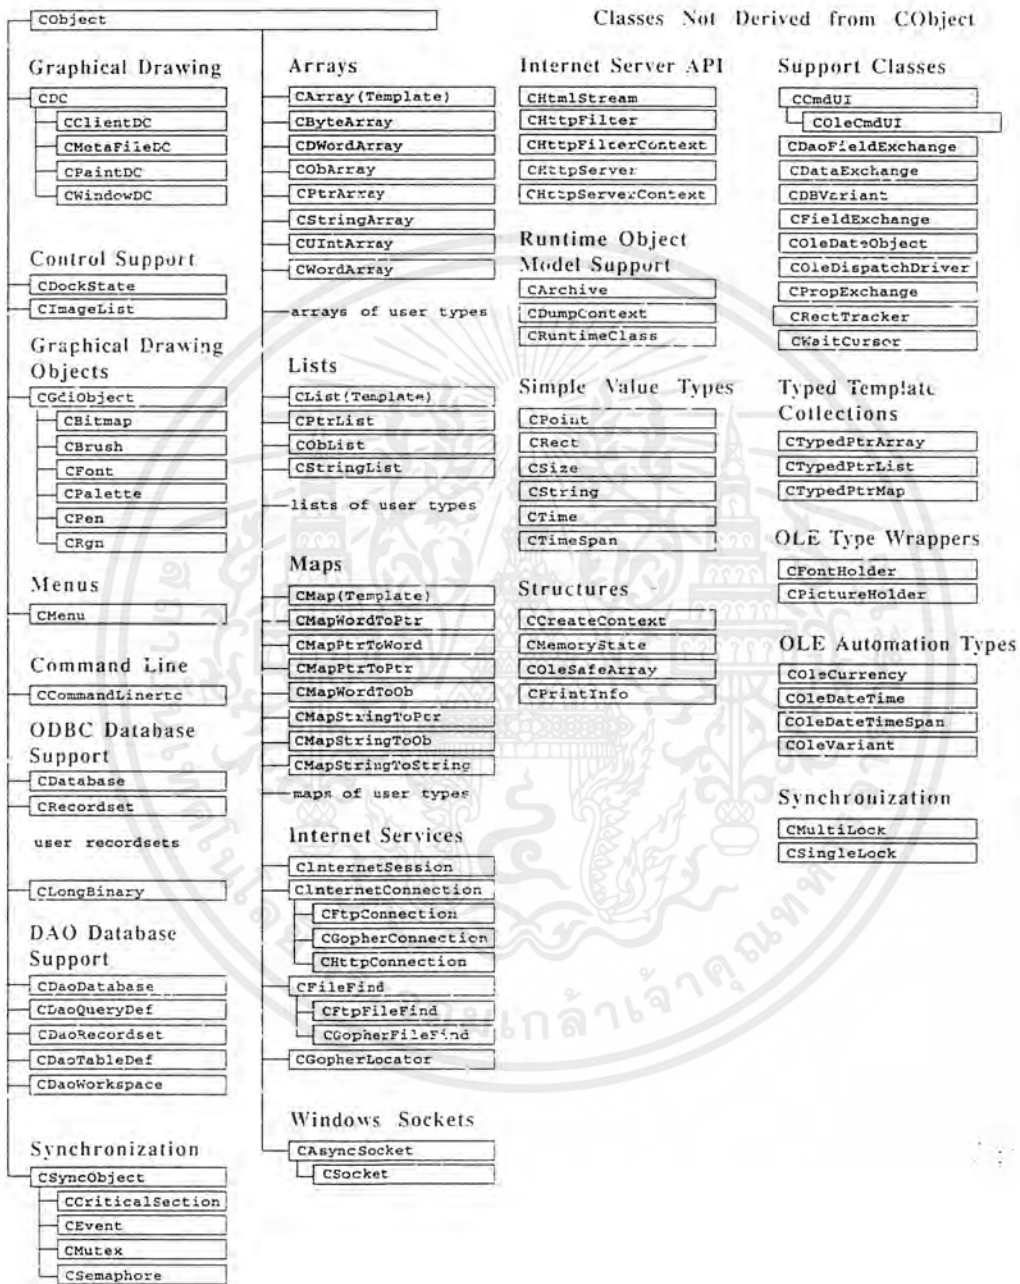 CObject
Classes Not Derived from CObject
Graphical Drawing
CDC
CClientDC
CMetaFileDC
CPaintDC
CWindowDC
Control Support
CDockState
CImageList
Graphical Drawing
Objects
CGdiObject
CBitmap
CBrush
CFont
CPalette
CPen
CRgn
Menus
CMenu
Command Line
CCommandLinertc
ODBC Database
Support
CDatabase
CRecordset
user recordsets
CLongBinary
DAO Database
Support
CDaoDatabase
CDaoQueryDef
CDaoRecordset
CDaoTableDef
CDaoWorkspace
Synchronization
CSyncObject
CCriticalSection
CEvent
CMutex
CSemaphore
Arrays
CArray(Template)
CByteArray
CDWordArray
CObArray
CPtrArray
CStringArray
CUIntArray
CWordArray
arrays of user types
Lists
CList(Template)
CPtrList
CObList
CStringList
lists of user types
Maps
CMap(Template)
CMapWordToPtr
CMapPtrToWord
CMapPtrToPtr
CMapWordToOb
CMapStringToPtr
CMapStringToOb
CMapStringToString
maps of user types
Internet Services
CInternetSession
CInternetConnection
CFtpConnection
CGopherConnection
CHttpConnection
CFileFind
CFtpFileFind
CGopherFileFind
CGopherLocator
Windows Sockets
CAsyncSocket
CSocket
Internet Server API
CHtmlStream
CHttpFilter
CHttpFilterContext
CHttpServer
CHttpServerContext
Runtime Object
Model Support
CArchive
CDumpContext
CRuntimeClass
Simple Value Types
CPoint
CRect
CSize
CString
CTime
CTimeSpan
Structures
CCreateContext
CMemoryState
COleSafeArray
CPrintInfo
Support Classes
CCmdUI
COleCmdUI
CDaoFieldExchange
CDataExchange
CDBVariant
CFieldExchange
COleDataObject
COleDispatchDriver
CPropExchange
CRectTracker
CWaitCursor
Typed Template
Collections
CTypedPtrArray
CTypedPtrList
CTypedPtrMap
OLE Type Wrappers
CFontHolder
CPictureHolder
OLE Automation Types
COleCurrency
COleDateTime
COleDateTimeSpan
COleVariant
Synchronization
CMultiLock
CSingleLock